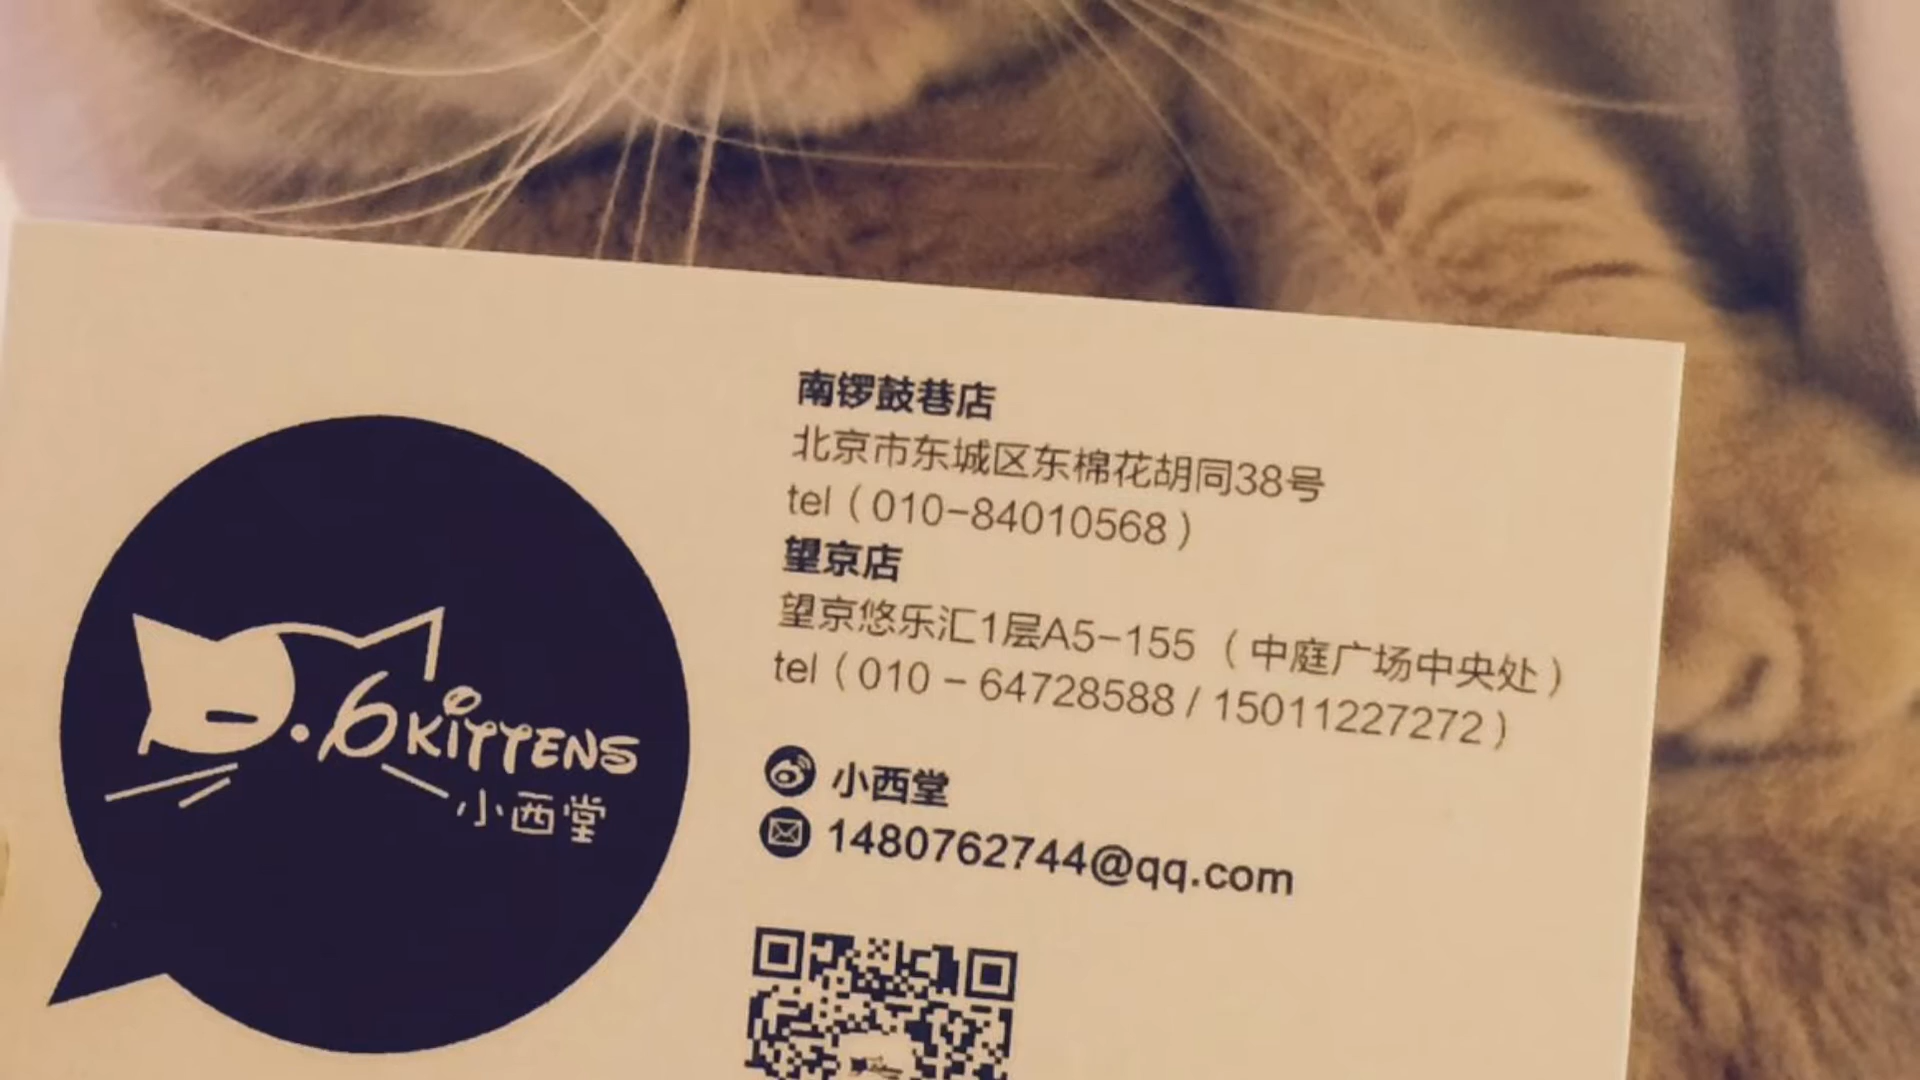 南锣鼓巷店
北京市东城区东棉花胡同38号
tel（010-84010568）
望京店
望京悠乐汇1层A5-155（中庭广场中央处）
tel（010-64728588 / 15011227272）
小西堂
1480762744@qq.com
.6KITTENS
小西堂